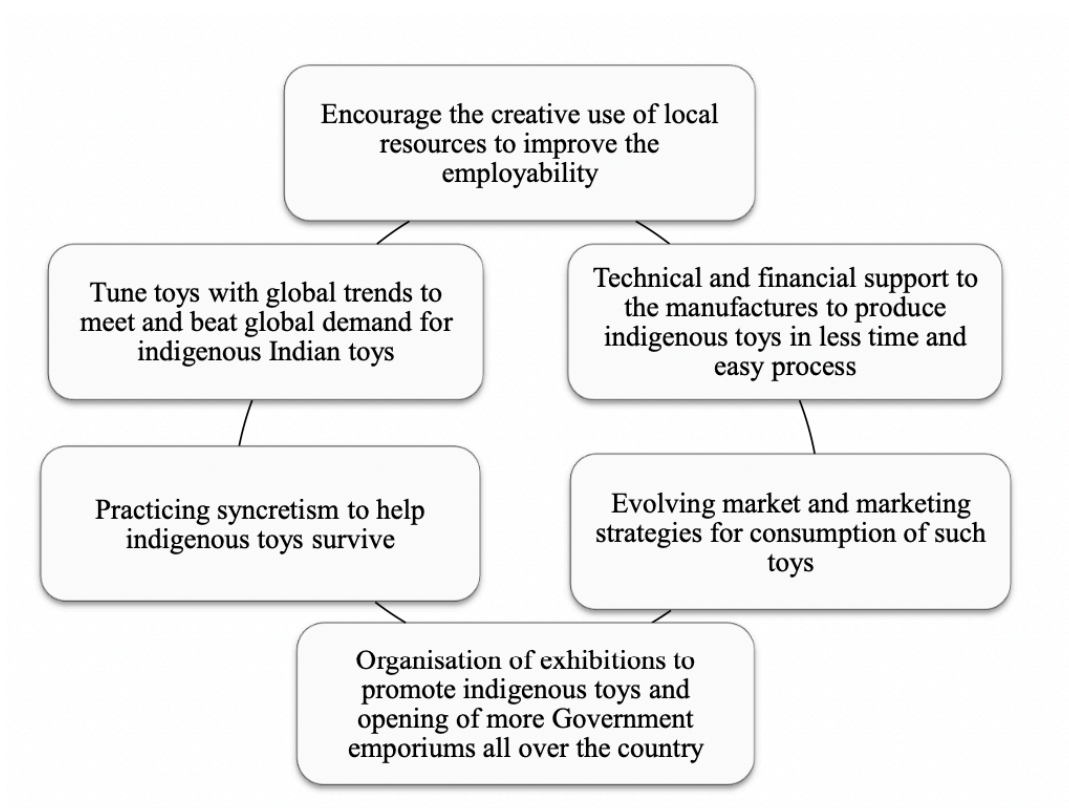 Encourage the creative use of local
resources to improve the
employability
Technical and financial support to
the manufactures to produce
indigenous toys in less time and
easy process
Evolving market and marketing
strategies for consumption of such
toys
Organisation of exhibitions to
promote indigenous toys and
opening of more Government
emporiums all over the country
Practicing syncretism to help
indigenous toys survive
Tune toys with global trends to
meet and beat global demand for
indigenous Indian toys